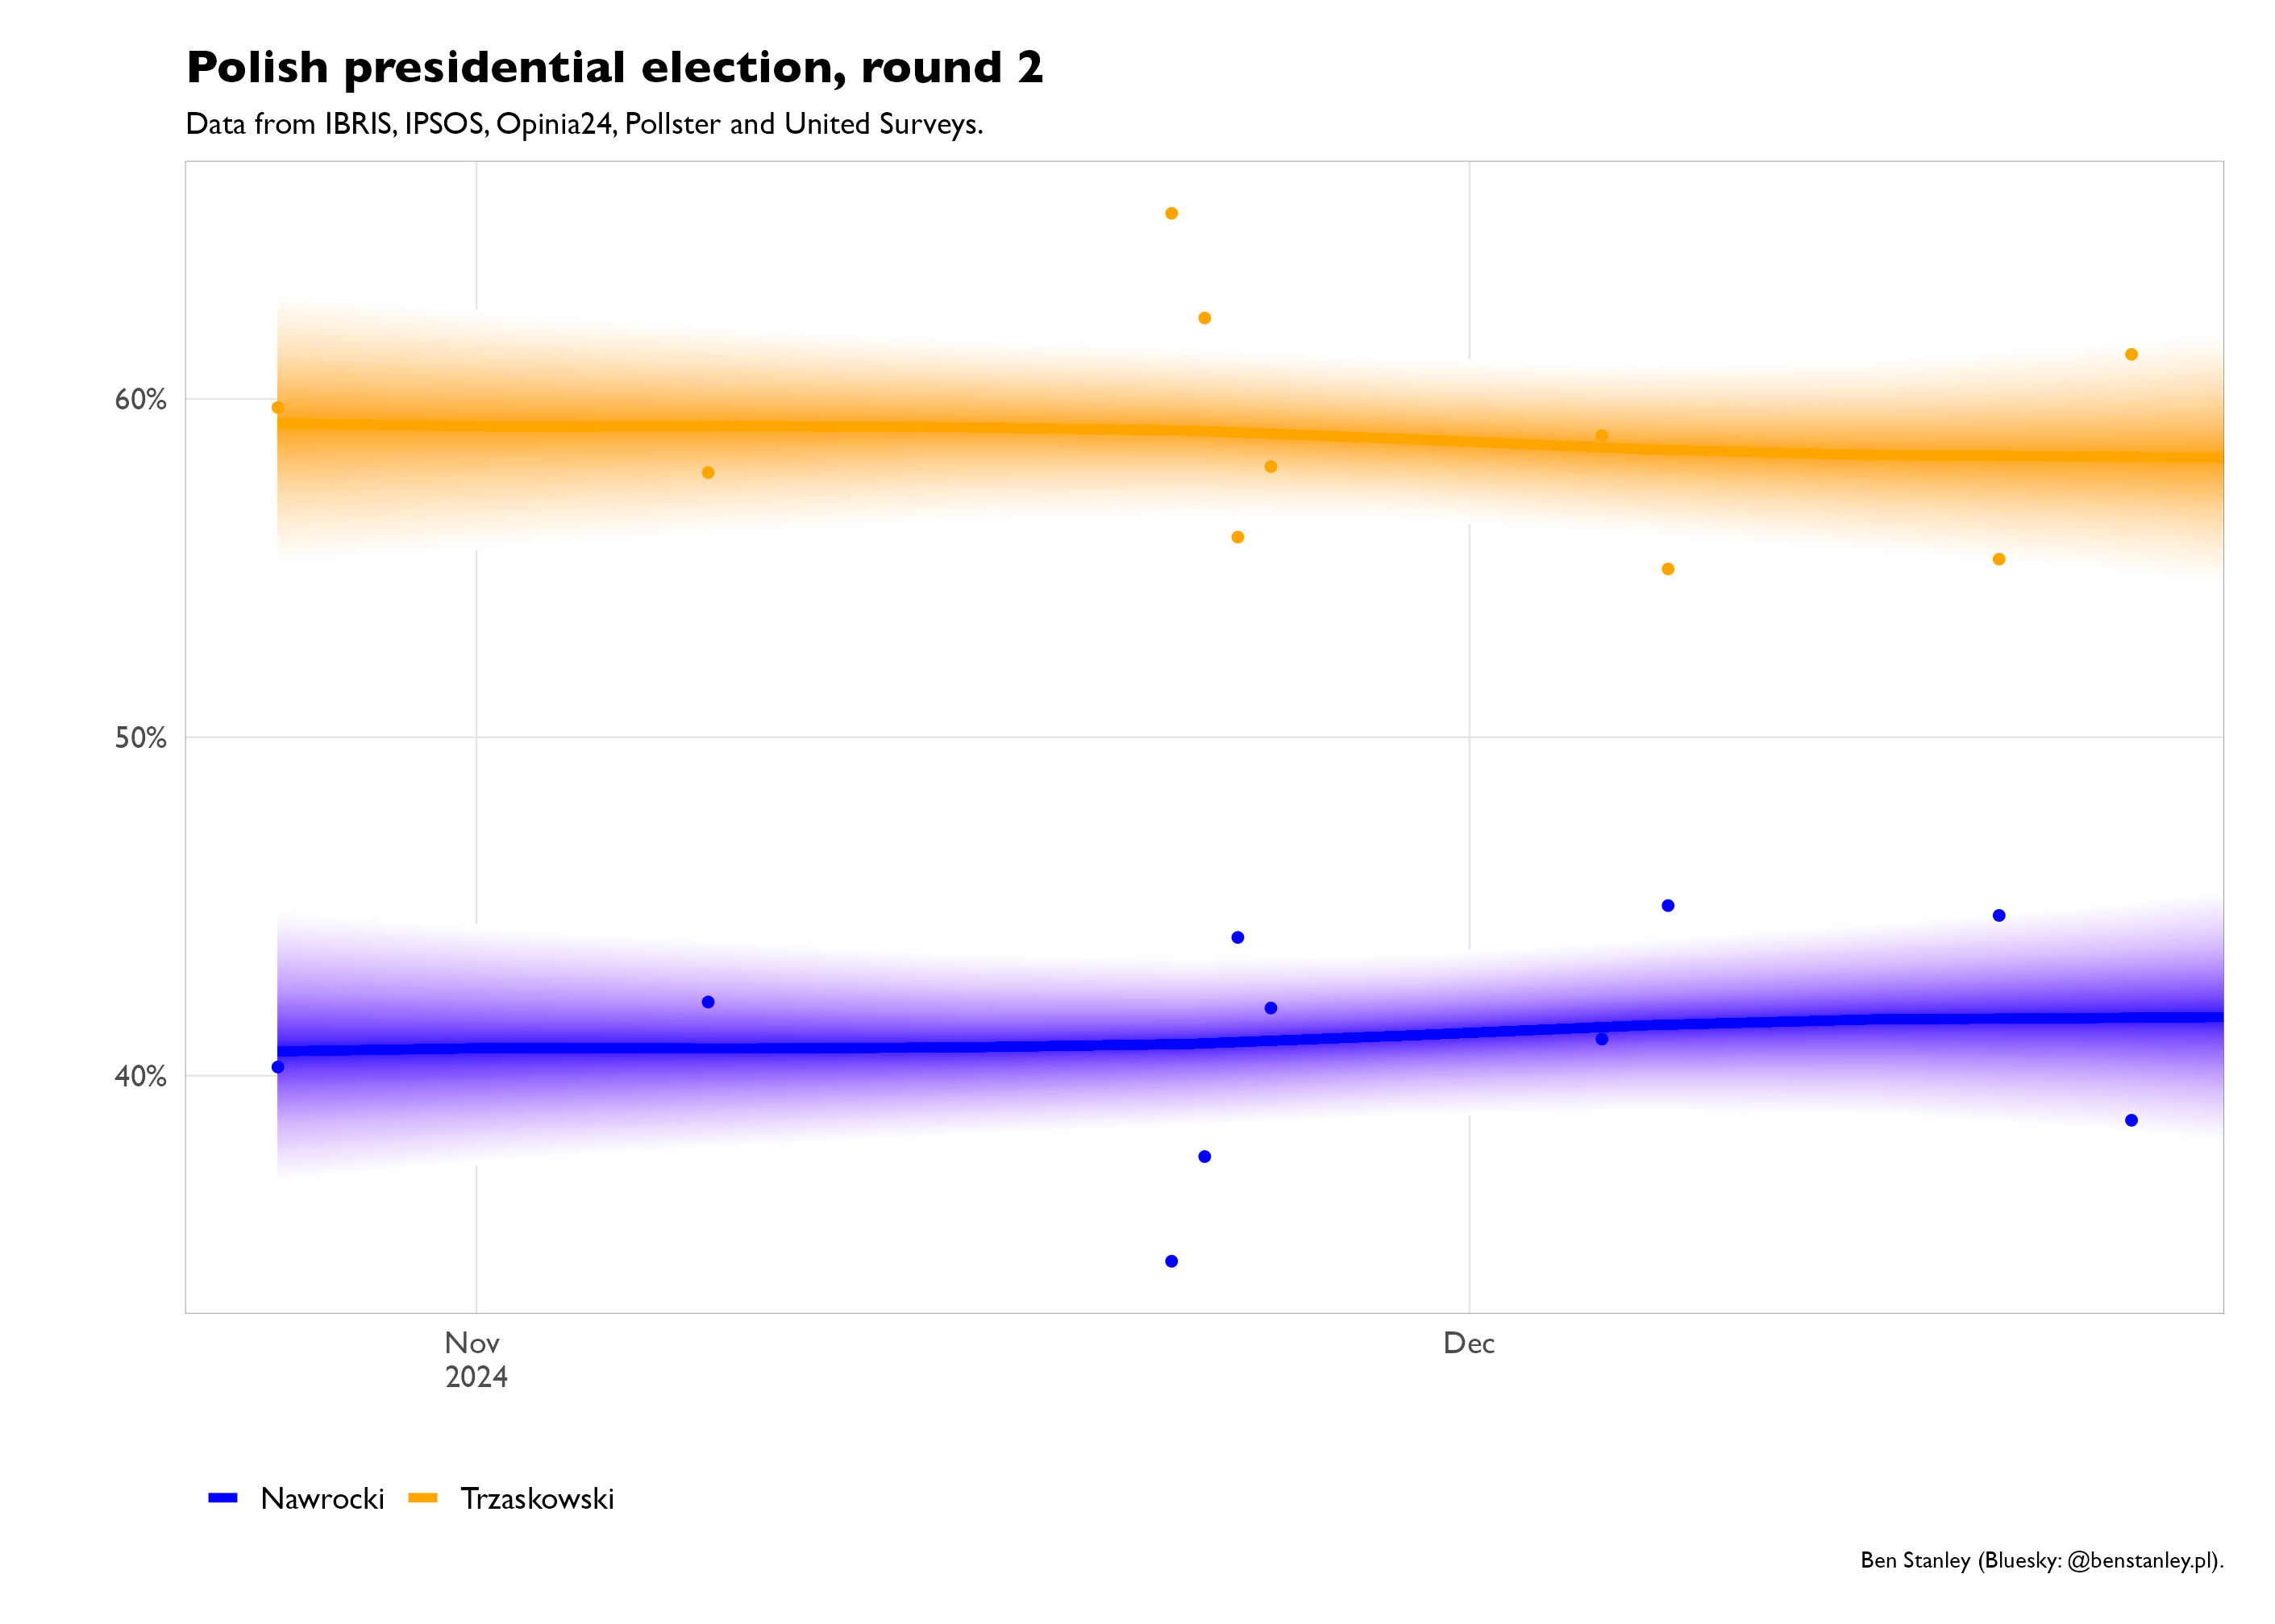 Polish presidential election, round 2
Data from IBRIS, IPSOS, Opinia24, Pollster and United Surveys.
60%
50%
40%
Nov
2024
Dec
Nawrocki
Trzaskowski
Ben Stanley (Bluesky: @benstanley.pl).